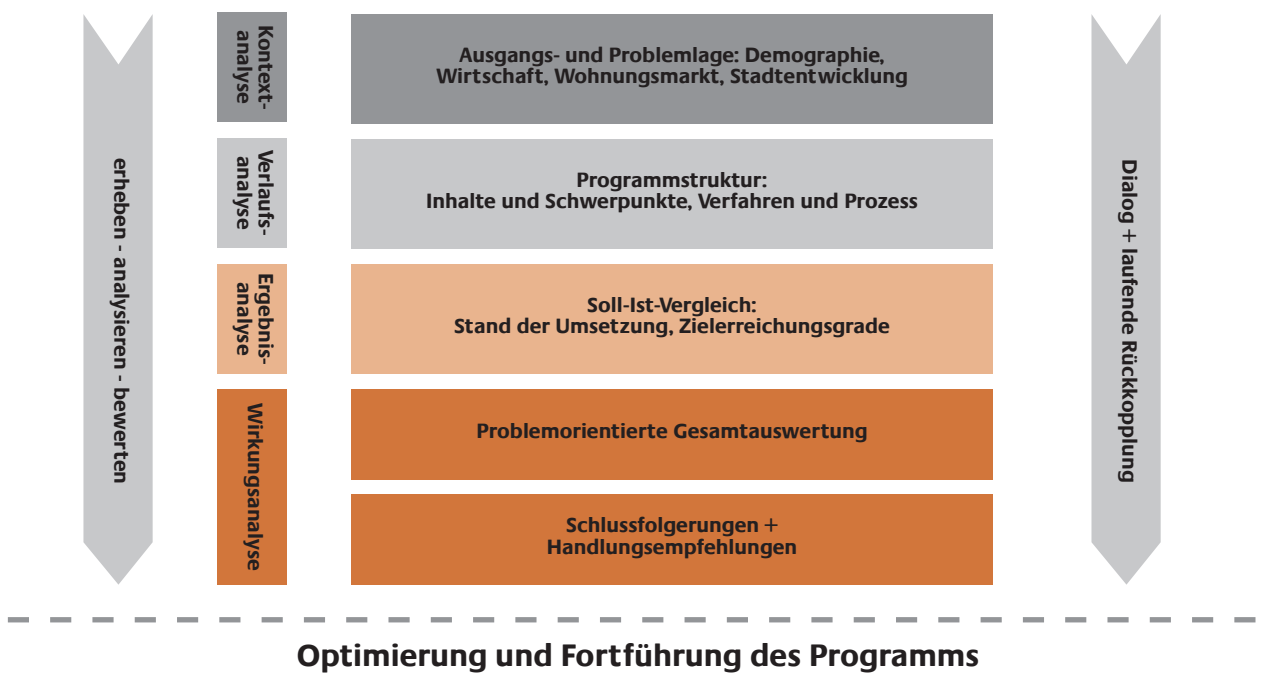 erheben - analysieren - bewerten
Kontext-
analyse
Ausgangs- und Problemlage: Demographie,
Wirtschaft, Wohnungsmarkt, Stadtentwicklung
Verlaufs-
analyse
Programmstruktur:
Inhalte und Schwerpunkte, Verfahren und Prozess
Ergebnis-
analyse
Soll-Ist-Vergleich:
Stand der Umsetzung, Zielerreichungsgrade
Wirkungsanalyse
Problemorientierte Gesamtauswertung
Schlussfolgerungen +
Handlungsempfehlungen
Dialog + laufende Rückkopplung
Optimierung und Fortführung des Programms